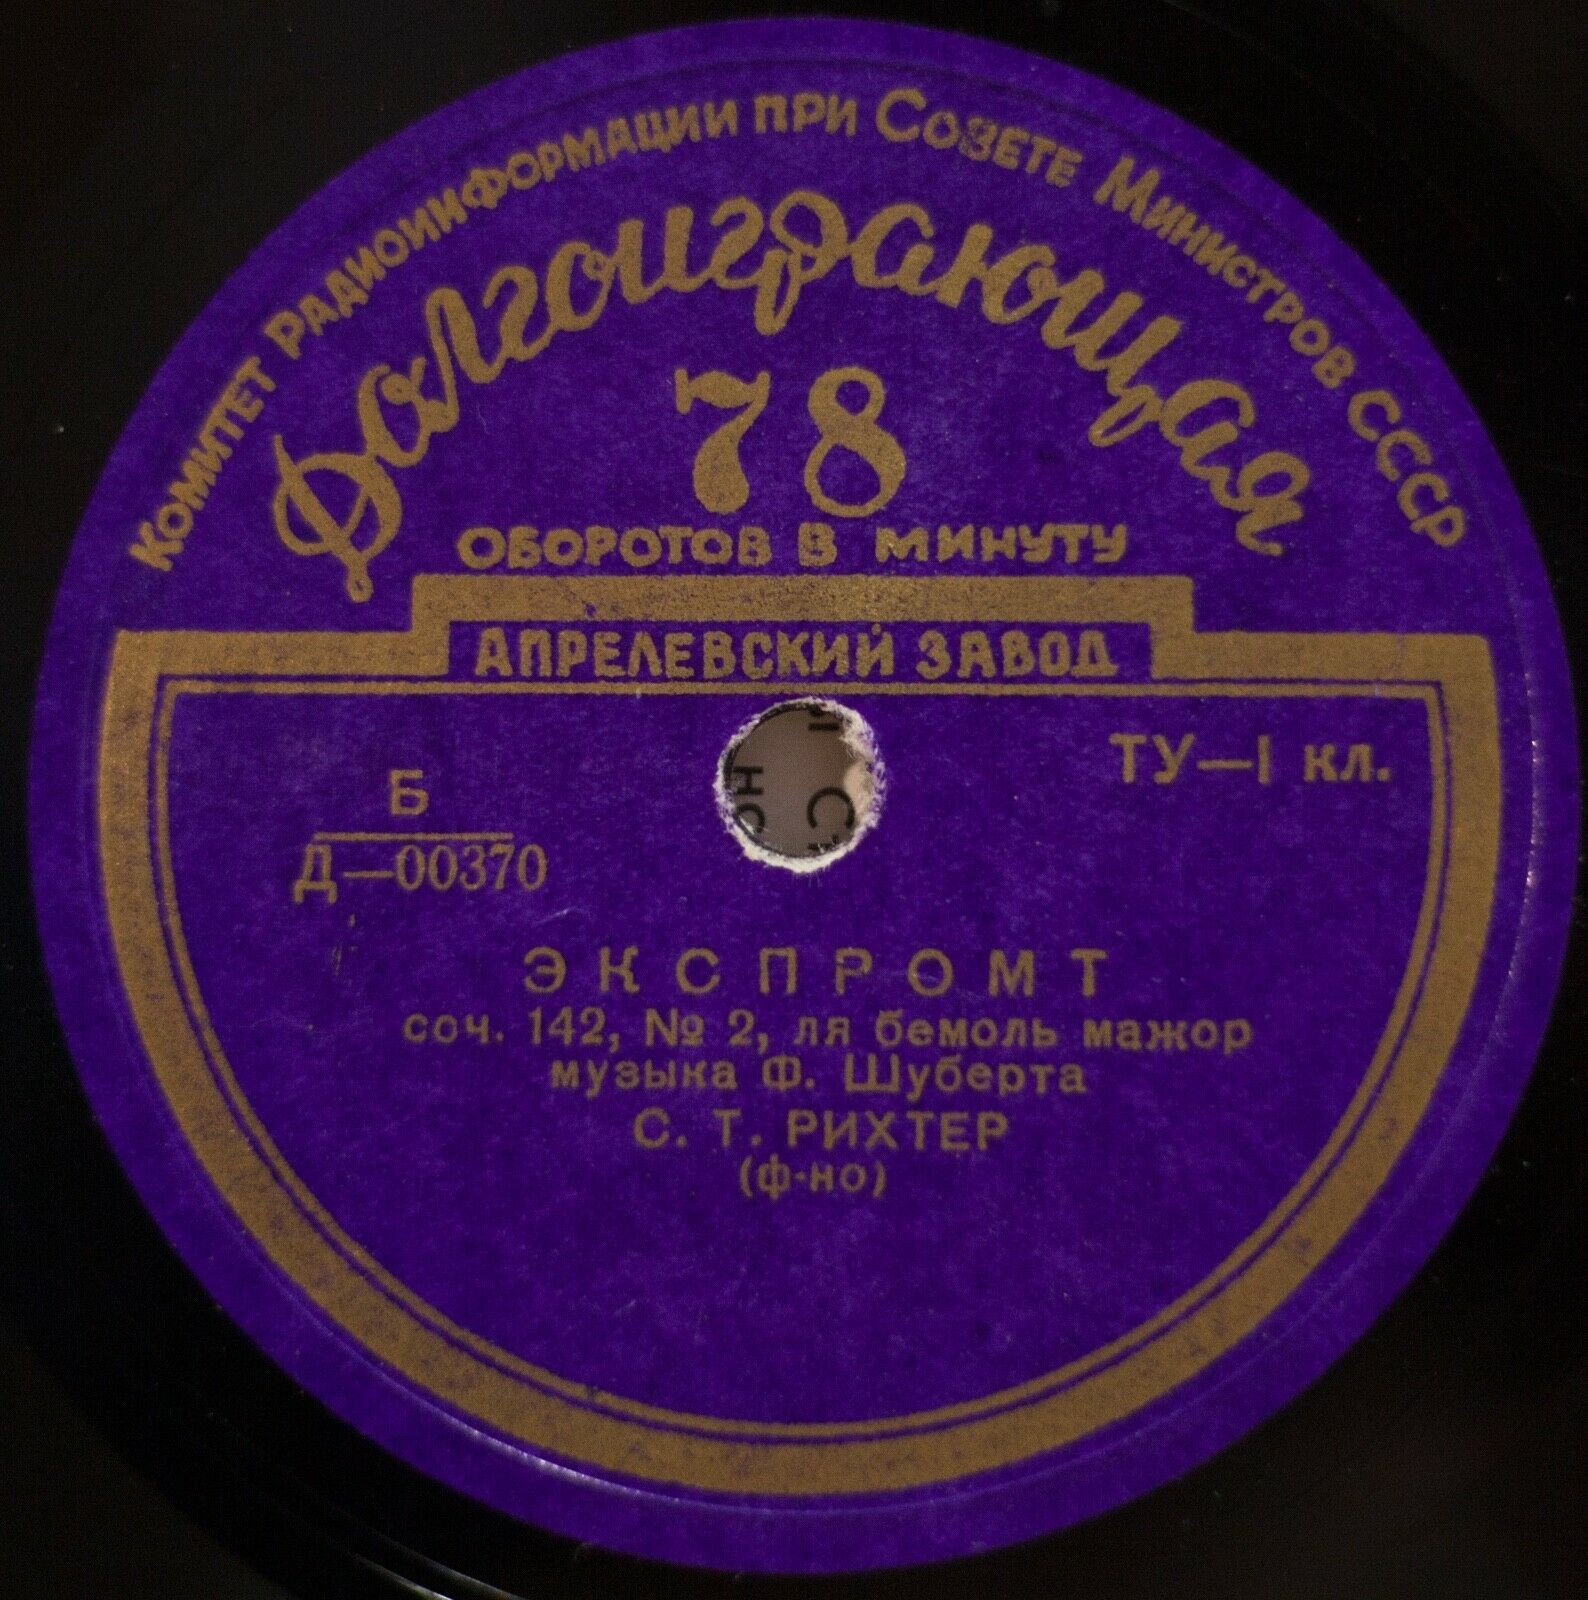 Комитет Радиоинформации при Совете Министров СССР
Долгоиграющая
78
ОБОРОТОВ В МИНУТУ
АПРЕЛЕВСКИЙ ЗАВОД
ТУ—I кл.
Б
Д—00370
ЭКСПРОМТ
соч. 142, № 2, ля бемоль мажор
музыка Ф. Шуберта
С. Т. РИХТЕР
(ф-но)